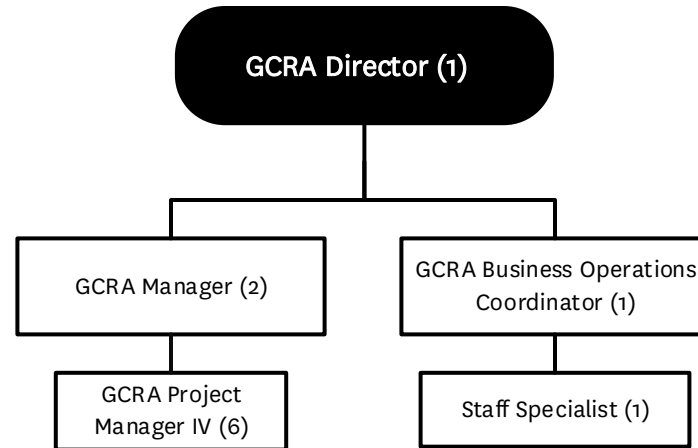 GCRA Director (1)
GCRA Manager (2)
GCRA Business Operations
Coordinator (1)
GCRA Project
Manager IV (6)
Staff Specialist (1)